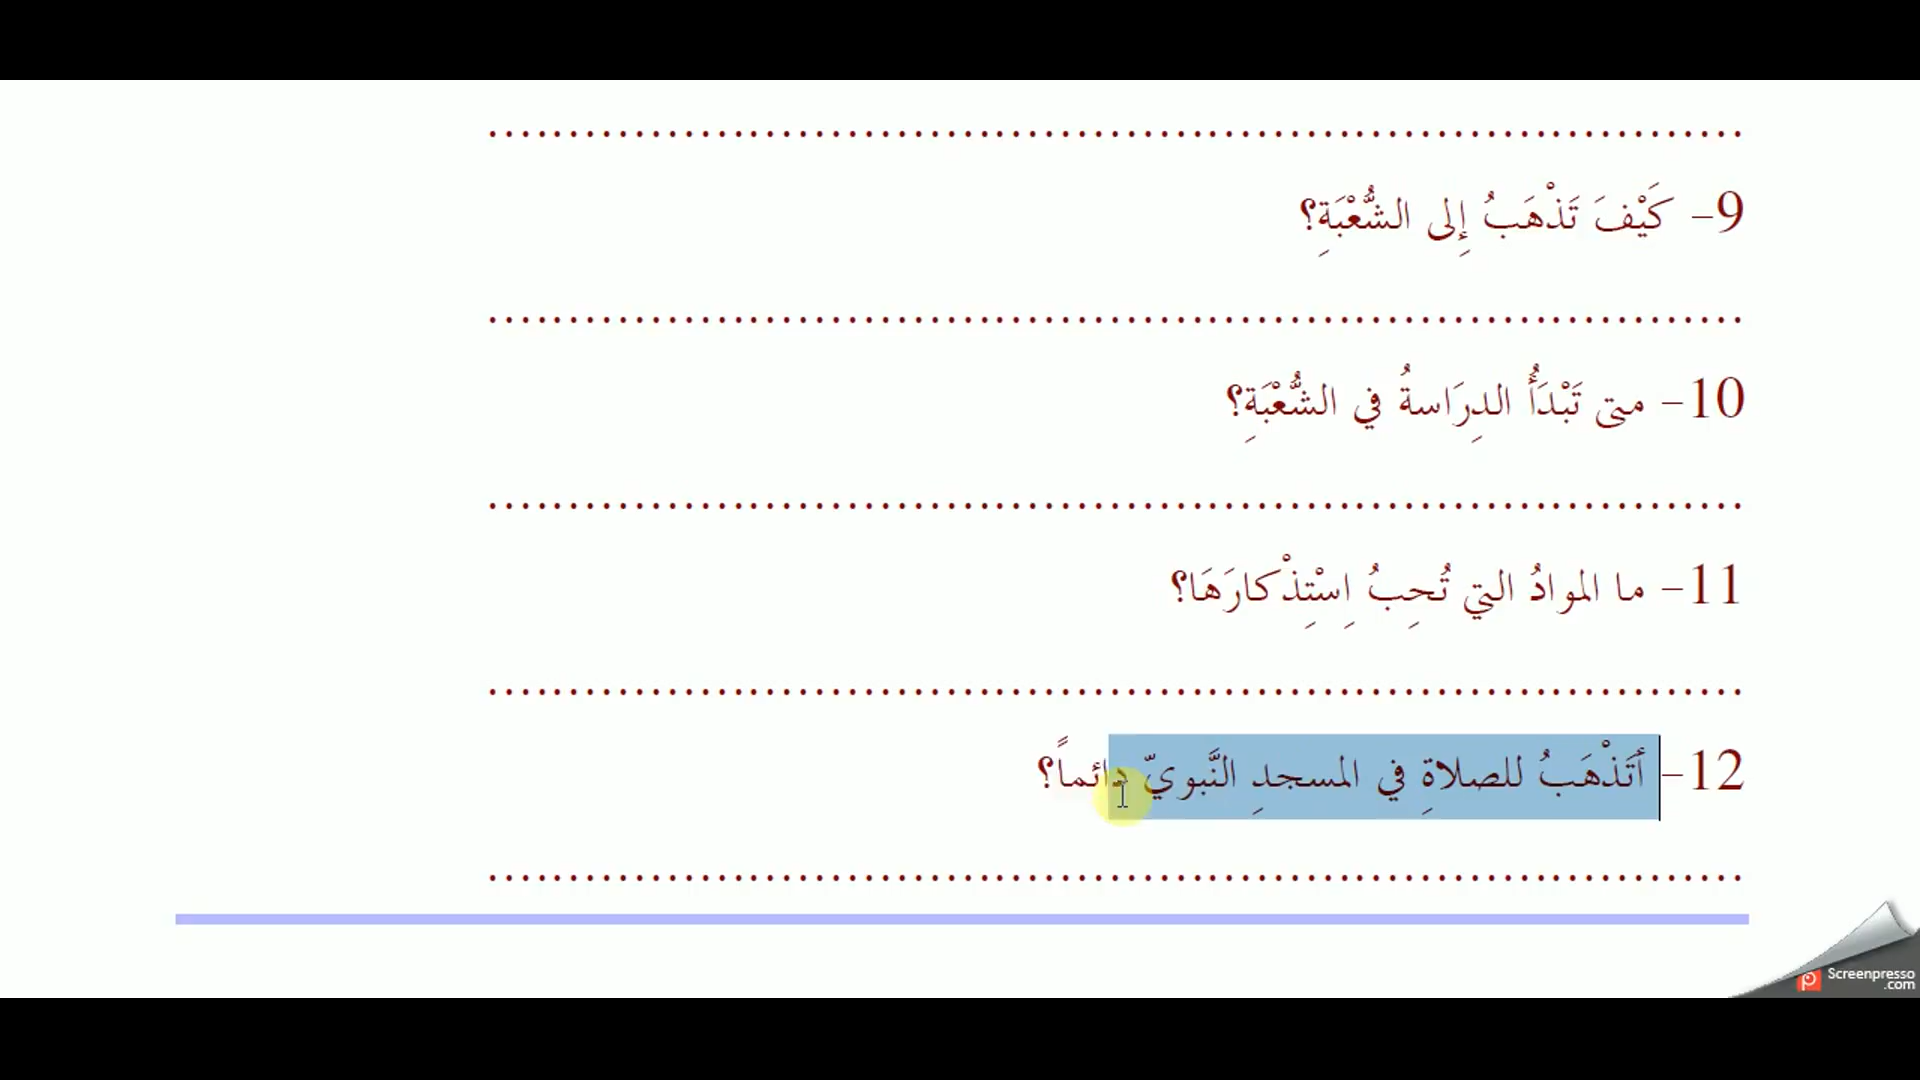 ................................................................................
9- كَيْفَ تَذْهَبُ إِلى الشُّعْبَةِ؟
................................................................................
10- متى تَبْدَأُ الدِرَاسةُ في الشُّعْبَةِ؟
................................................................................
11- ما الموادُ التي تُحِبُ اِسْتِذْكارَهَا؟
................................................................................
12- أَتَذْهَبُ للصلاةِ في المسجدِ النَّبويّ دائماً؟
................................................................................
Screenpresso
.com